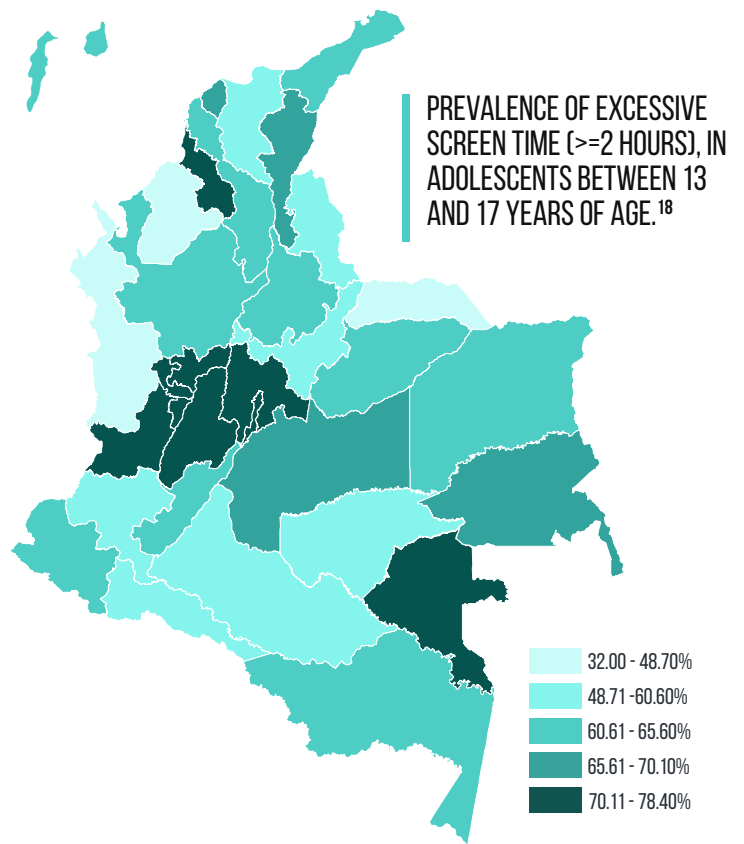 PREVALENCE OF EXCESSIVE
SCREEN TIME (>=2 HOURS), IN
ADOLESCENTS BETWEEN 13
AND 17 YEARS OF AGE.¹⁸
32.00 - 48.70%
48.71 -60.60%
60.61 - 65.60%
65.61 - 70.10%
70.11 - 78.40%